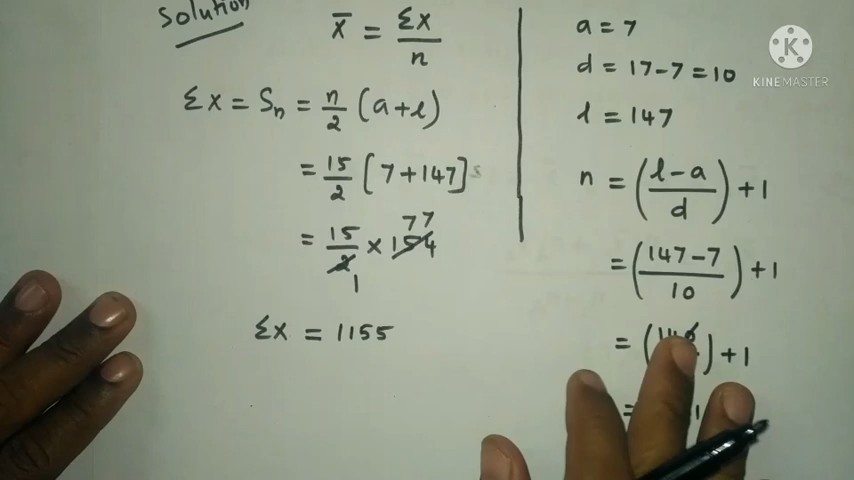 Solution
x̄ = Σx/n
Σx = Sₙ = n/2 (a+l)
= 15/2 [7+147]
= 15/2 × 154 77
1
Σx = 1155
a = 7
d = 17-7 = 10
l = 147
n = (l-a/d) +1
= (147-7/10) +1
= (140 ) +1
=
K
KINEMASTER